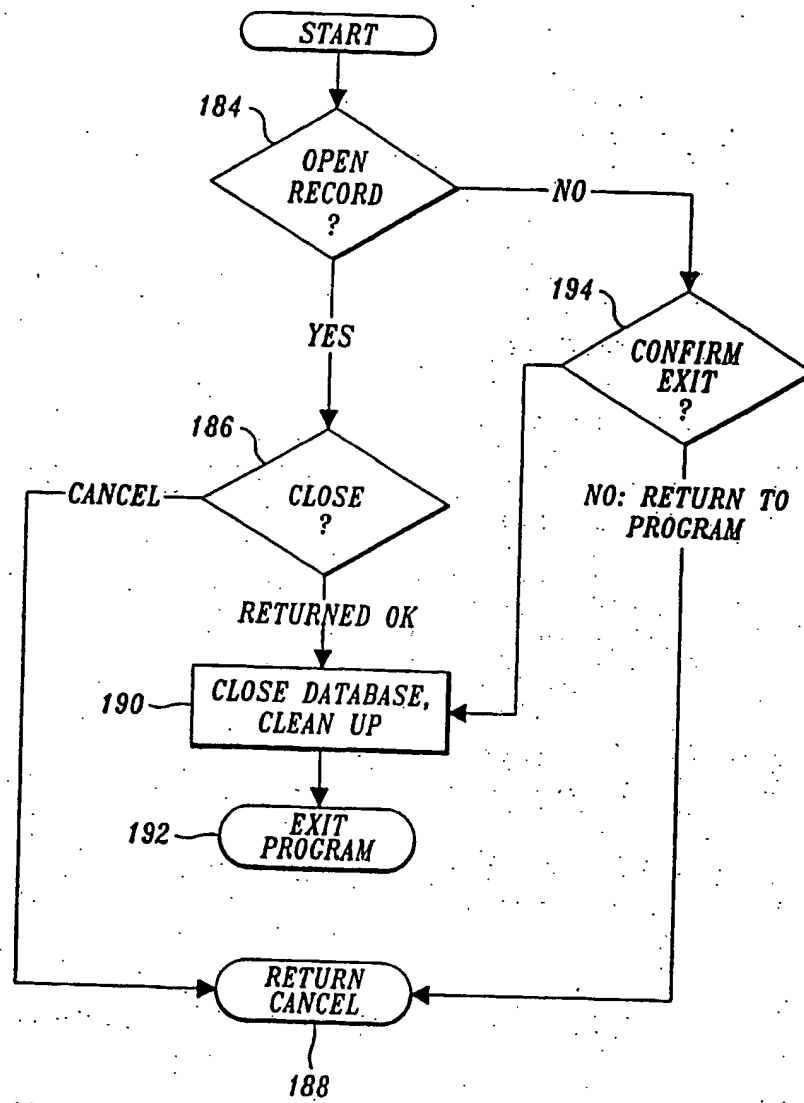 START
184
OPEN
RECORD
?
NO
194
CONFIRM
EXIT
?
YES
186
CLOSE
?
CANCEL
NO: RETURN TO
PROGRAM
RETURNED OK
190
CLOSE DATABASE,
CLEAN UP
192
EXIT
PROGRAM
RETURN
CANCEL
188